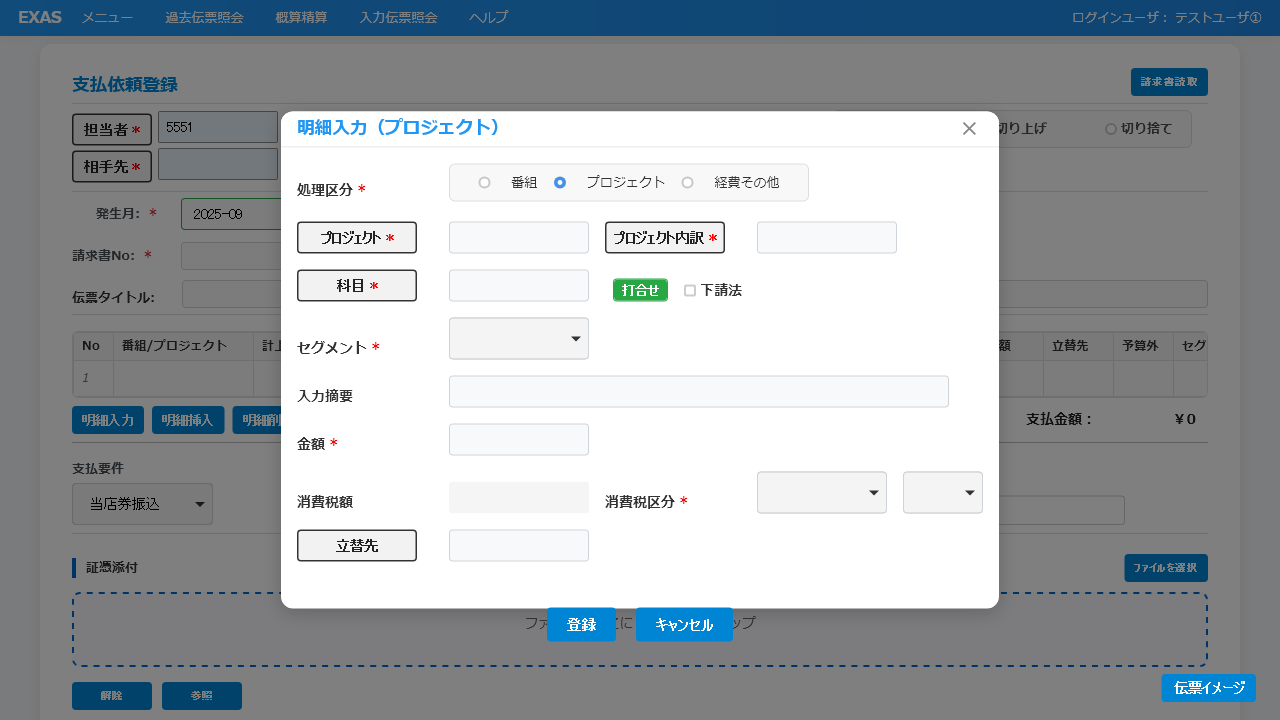 EXAS メニュー 過去伝票照会 概算精算 入力伝票照会 ヘルプ ログインユーザ： テストユーザ①
支払依頼登録 請求書読取
担当者* 5551 切り上げ 切り捨て
相手先*
発生月: * 2025-09
請求書No: *
伝票タイトル:
No 番組/プロジェクト 計上 額 立替先 予算外 セグ
1
明細入力 明細挿入 明細削 支払金額： ¥0
支払要件
当店券振込
証憑添付 ファイルを選択
ファ こに ップ
解除 参照 伝票イメージ
明細入力（プロジェクト）
処理区分 * 番組 プロジェクト 経費その他
プロジェクト * プロジェクト内訳 *
科目 * 打合せ 下請法
セグメント *
入力摘要
金額 *
消費税額 消費税区分 *
立替先
登録 キャンセル